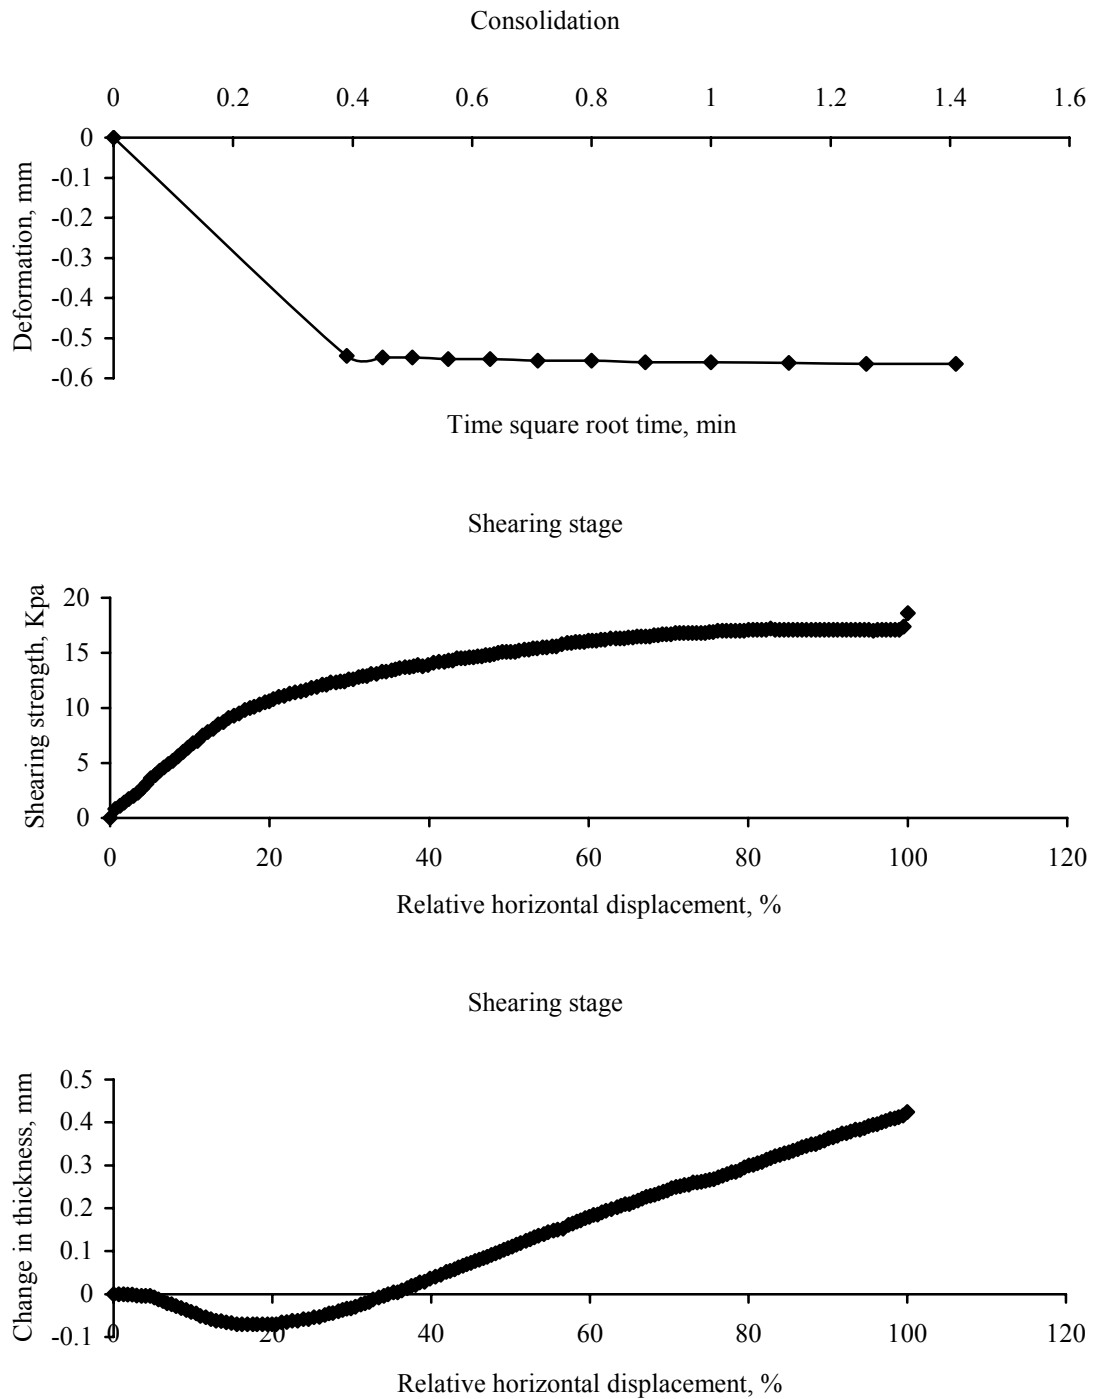 Consolidation
0 0.2 0.4 0.6 0.8 1 1.2 1.4 1.6
0
-0.1
-0.2
-0.3
-0.4
-0.5
-0.6
Deformation, mm
Time square root time, min
Shearing stage
20
15
10
5
0
Shearing strength, Kpa
0 20 40 60 80 100 120
Relative horizontal displacement, %
Shearing stage
0.5
0.4
0.3
0.2
0.1
0
-0.1
Change in thickness, mm
0 20 40 60 80 100 120
Relative horizontal displacement, %